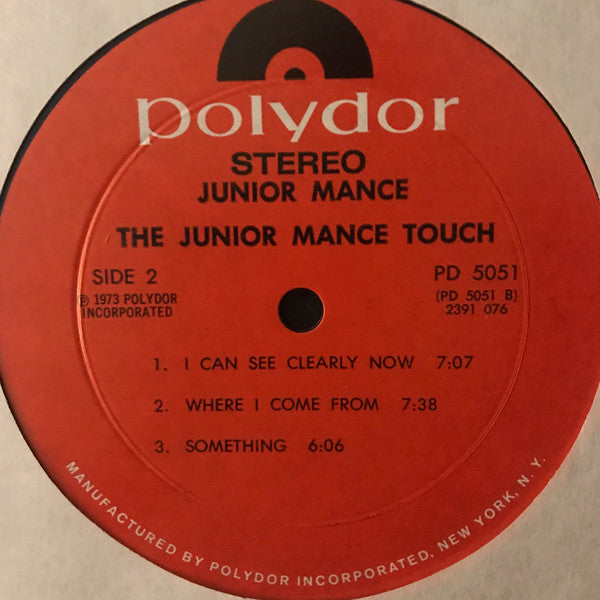 polydor
STEREO
JUNIOR MANCE
THE JUNIOR MANCE TOUCH
SIDE 2
PD 5051
℗ 1973 POLYDOR
INCORPORATED
(PD 5051 B)
2391 076
1. I CAN SEE CLEARLY NOW 7:07
2. WHERE I COME FROM 7:38
3. SOMETHING 6:06
MANUFACTURED BY POLYDOR INCORPORATED, NEW YORK, N.Y.